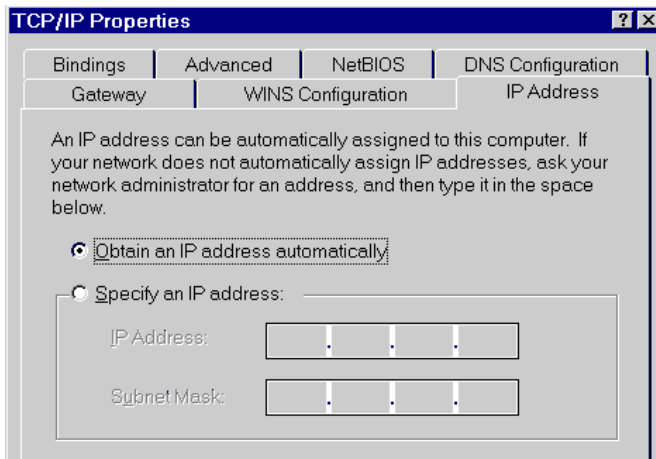 TCP/IP Properties
Bindings Advanced NetBIOS DNS Configuration
Gateway WINS Configuration IP Address
An IP address can be automatically assigned to this computer. If
your network does not automatically assign IP addresses, ask your
network administrator for an address, and then type it in the space
below.
Obtain an IP address automatically
Specify an IP address:
IP Address:
. . .
Subnet Mask:
. . .